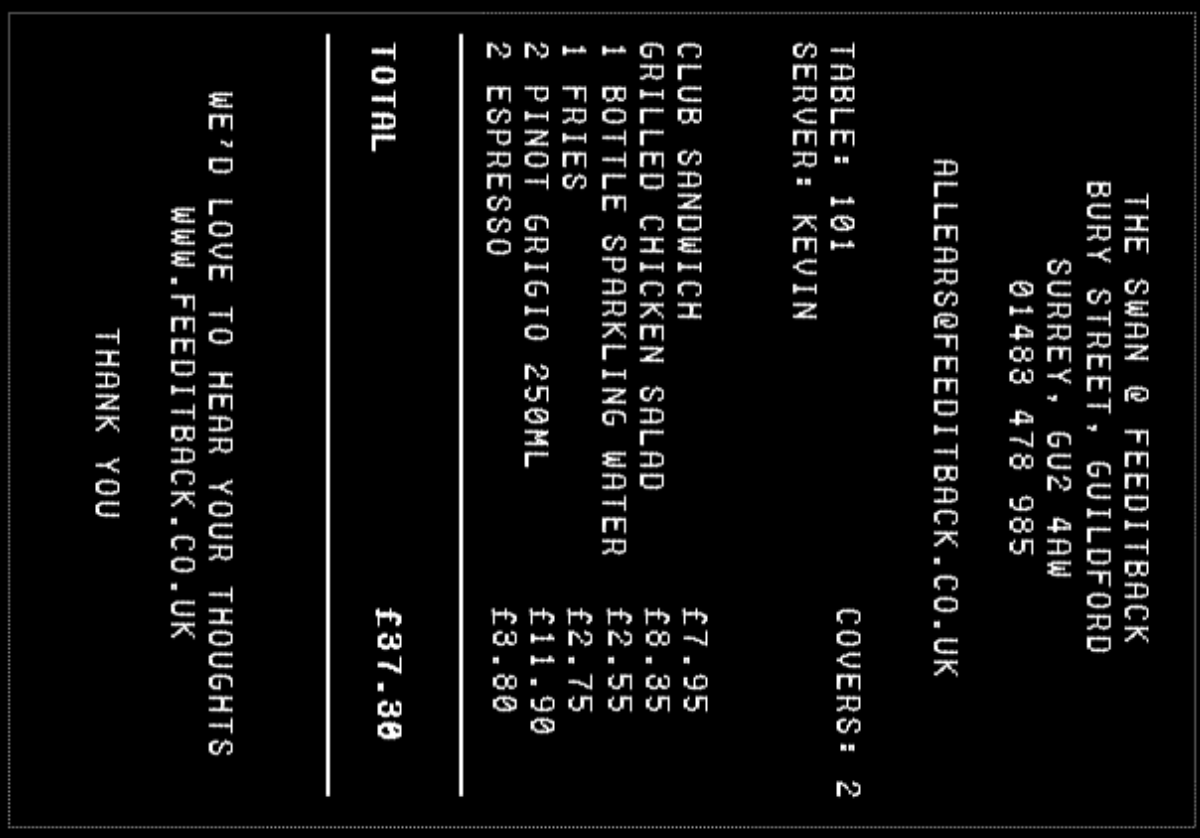 THE SWAN @ FEEDITBACK
BURY STREET, GUILDFORD
SURREY, GU2 4AW
01483 478 985
ALLEARS@FEEDITBACK.CO.UK
TABLE: 101 COVERS: 2
SERVER: KEVIN
CLUB SANDWICH £7.95
GRILLED CHICKEN SALAD £8.35
1 BOTTLE SPARKLING WATER £2.55
1 FRIES £2.75
2 PINOT GRIGIO 250ML £11.90
2 ESPRESSO £3.80
TOTAL £37.30
WE'D LOVE TO HEAR YOUR THOUGHTS
WWW.FEEDITBACK.CO.UK
THANK YOU